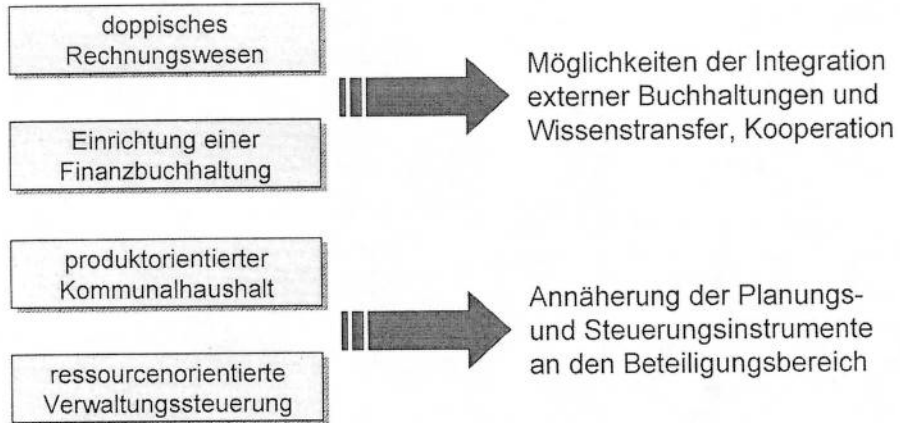 doppisches
Rechnungswesen
Einrichtung einer
Finanzbuchhaltung
Möglichkeiten der Integration
externer Buchhaltungen und
Wissenstransfer, Kooperation
produktorientierter
Kommunalhaushalt
ressourcenorientierte
Verwaltungssteuerung
Annäherung der Planungs-
und Steuerungsinstrumente
an den Beteiligungsbereich